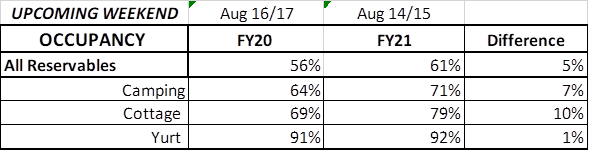 UPCOMING WEEKEND Aug 16/17 Aug 14/15
OCCUPANCY FY20 FY21 Difference
All Reservables 56% 61% 5%
Camping 64% 71% 7%
Cottage 69% 79% 10%
Yurt 91% 92% 1%